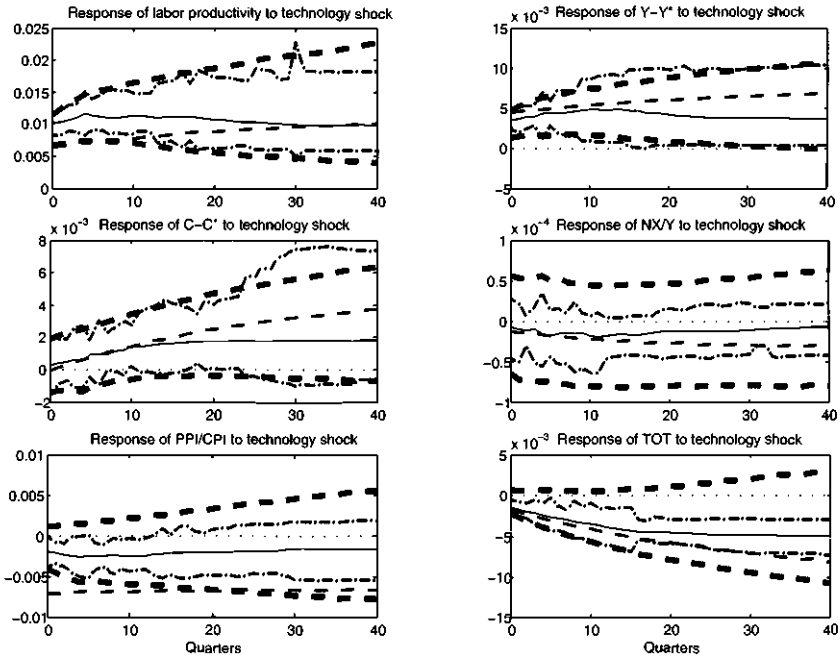 Response of labor productivity to technology shock
0.025
0.02
0.015
0.01
0.005
0
0 10 20 30 40
x 10⁻³ Response of Y−Y* to technology shock
15
10
5
0
−5
0 10 20 30 40
x 10⁻³ Response of C−C* to technology shock
8
6
4
2
0
−2
0 10 20 30 40
x 10⁻⁴ Response of NX/Y to technology shock
1
0.5
0
−0.5
−1
0 10 20 30 40
Response of PPI/CPI to technology shock
0.01
0.005
0
−0.005
−0.01
0 10 20 30 40
Quarters
x 10⁻³ Response of TOT to technology shock
5
0
−5
−10
−15
0 10 20 30 40
Quarters